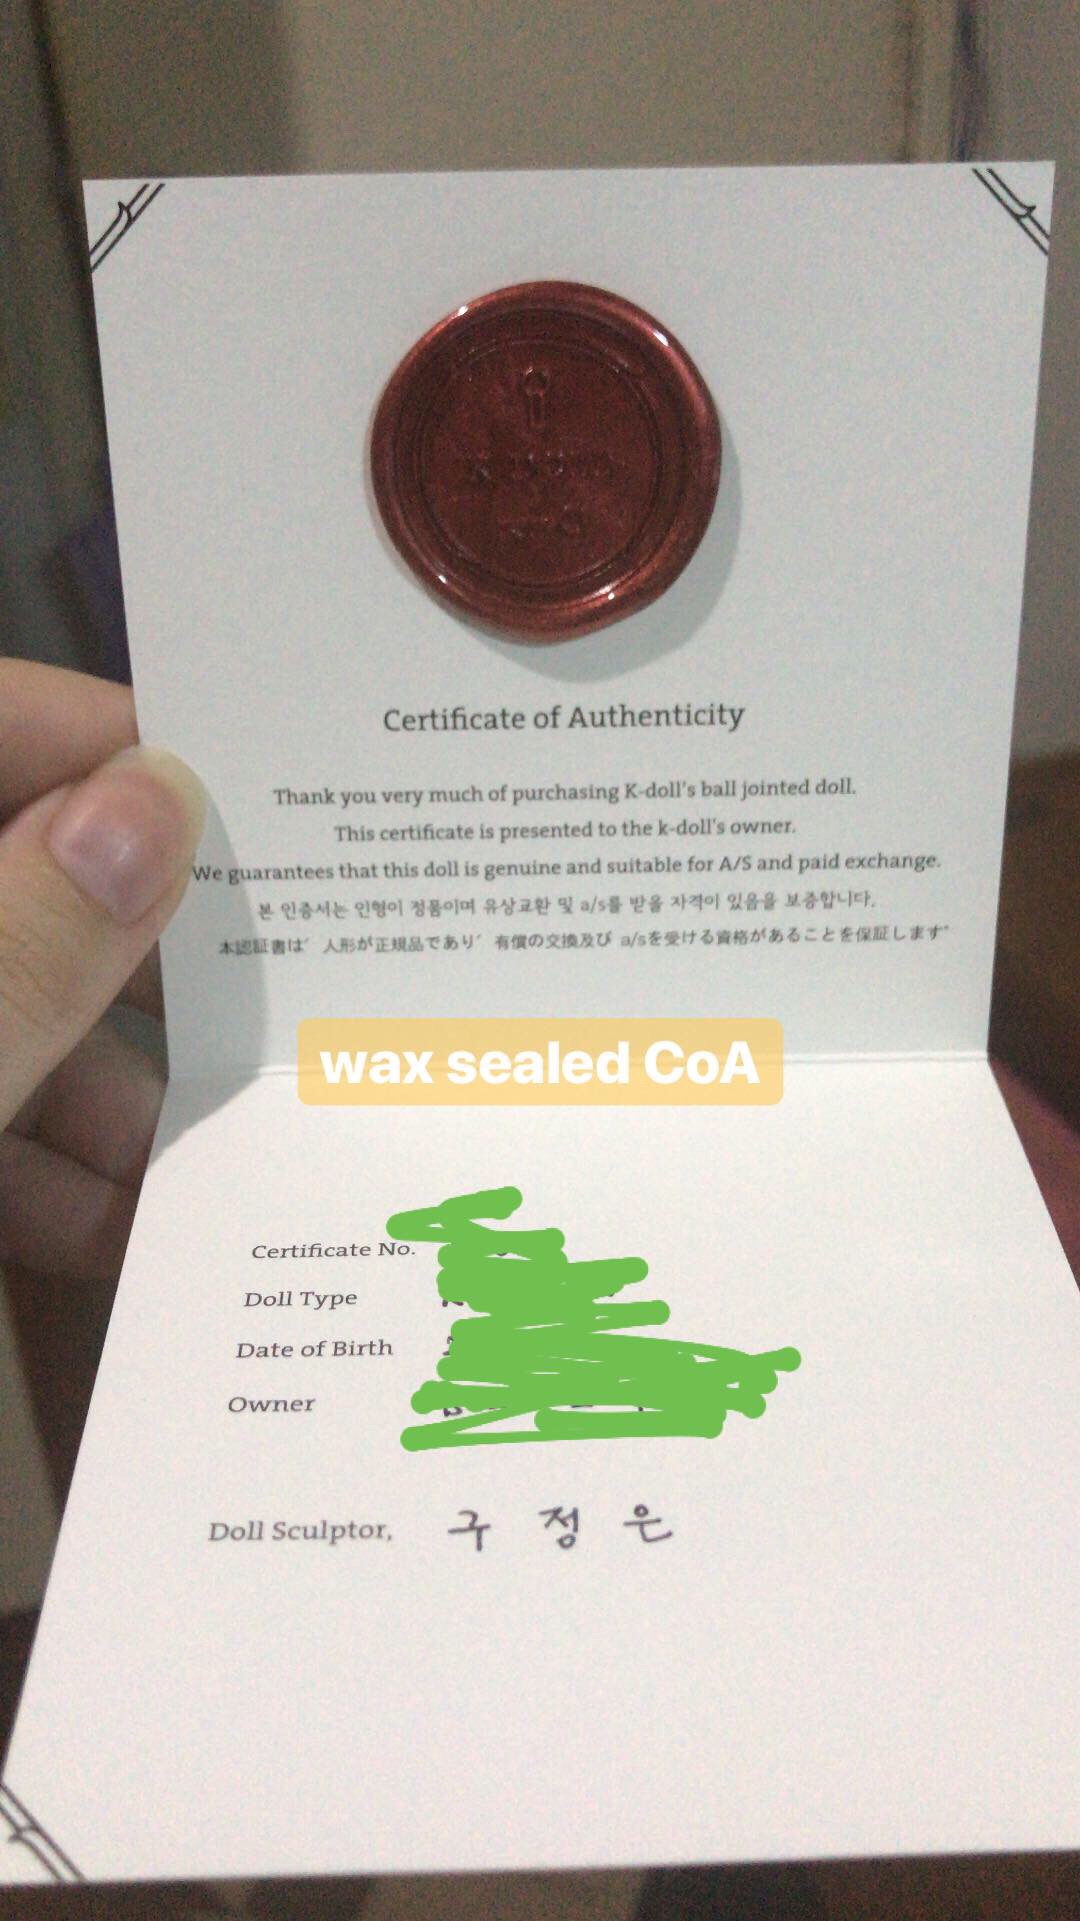 Certificate of Authenticity
Thank you very much of purchasing K-doll's ball jointed doll.
This certificate is presented to the k-doll's owner.
We guarantees that this doll is genuine and suitable for A/S and paid exchange.
본 인증서는 인형이 정품이며 유상교환 및 a/s를 받을 자격이 있음을 보증합니다.
本認証書は、人形が正規品であり、有償の交換及び a/sを受ける資格があることを保証します。
wax sealed CoA
Certificate No.
Doll Type
Date of Birth
Owner
Doll Sculptor, 구 정 은